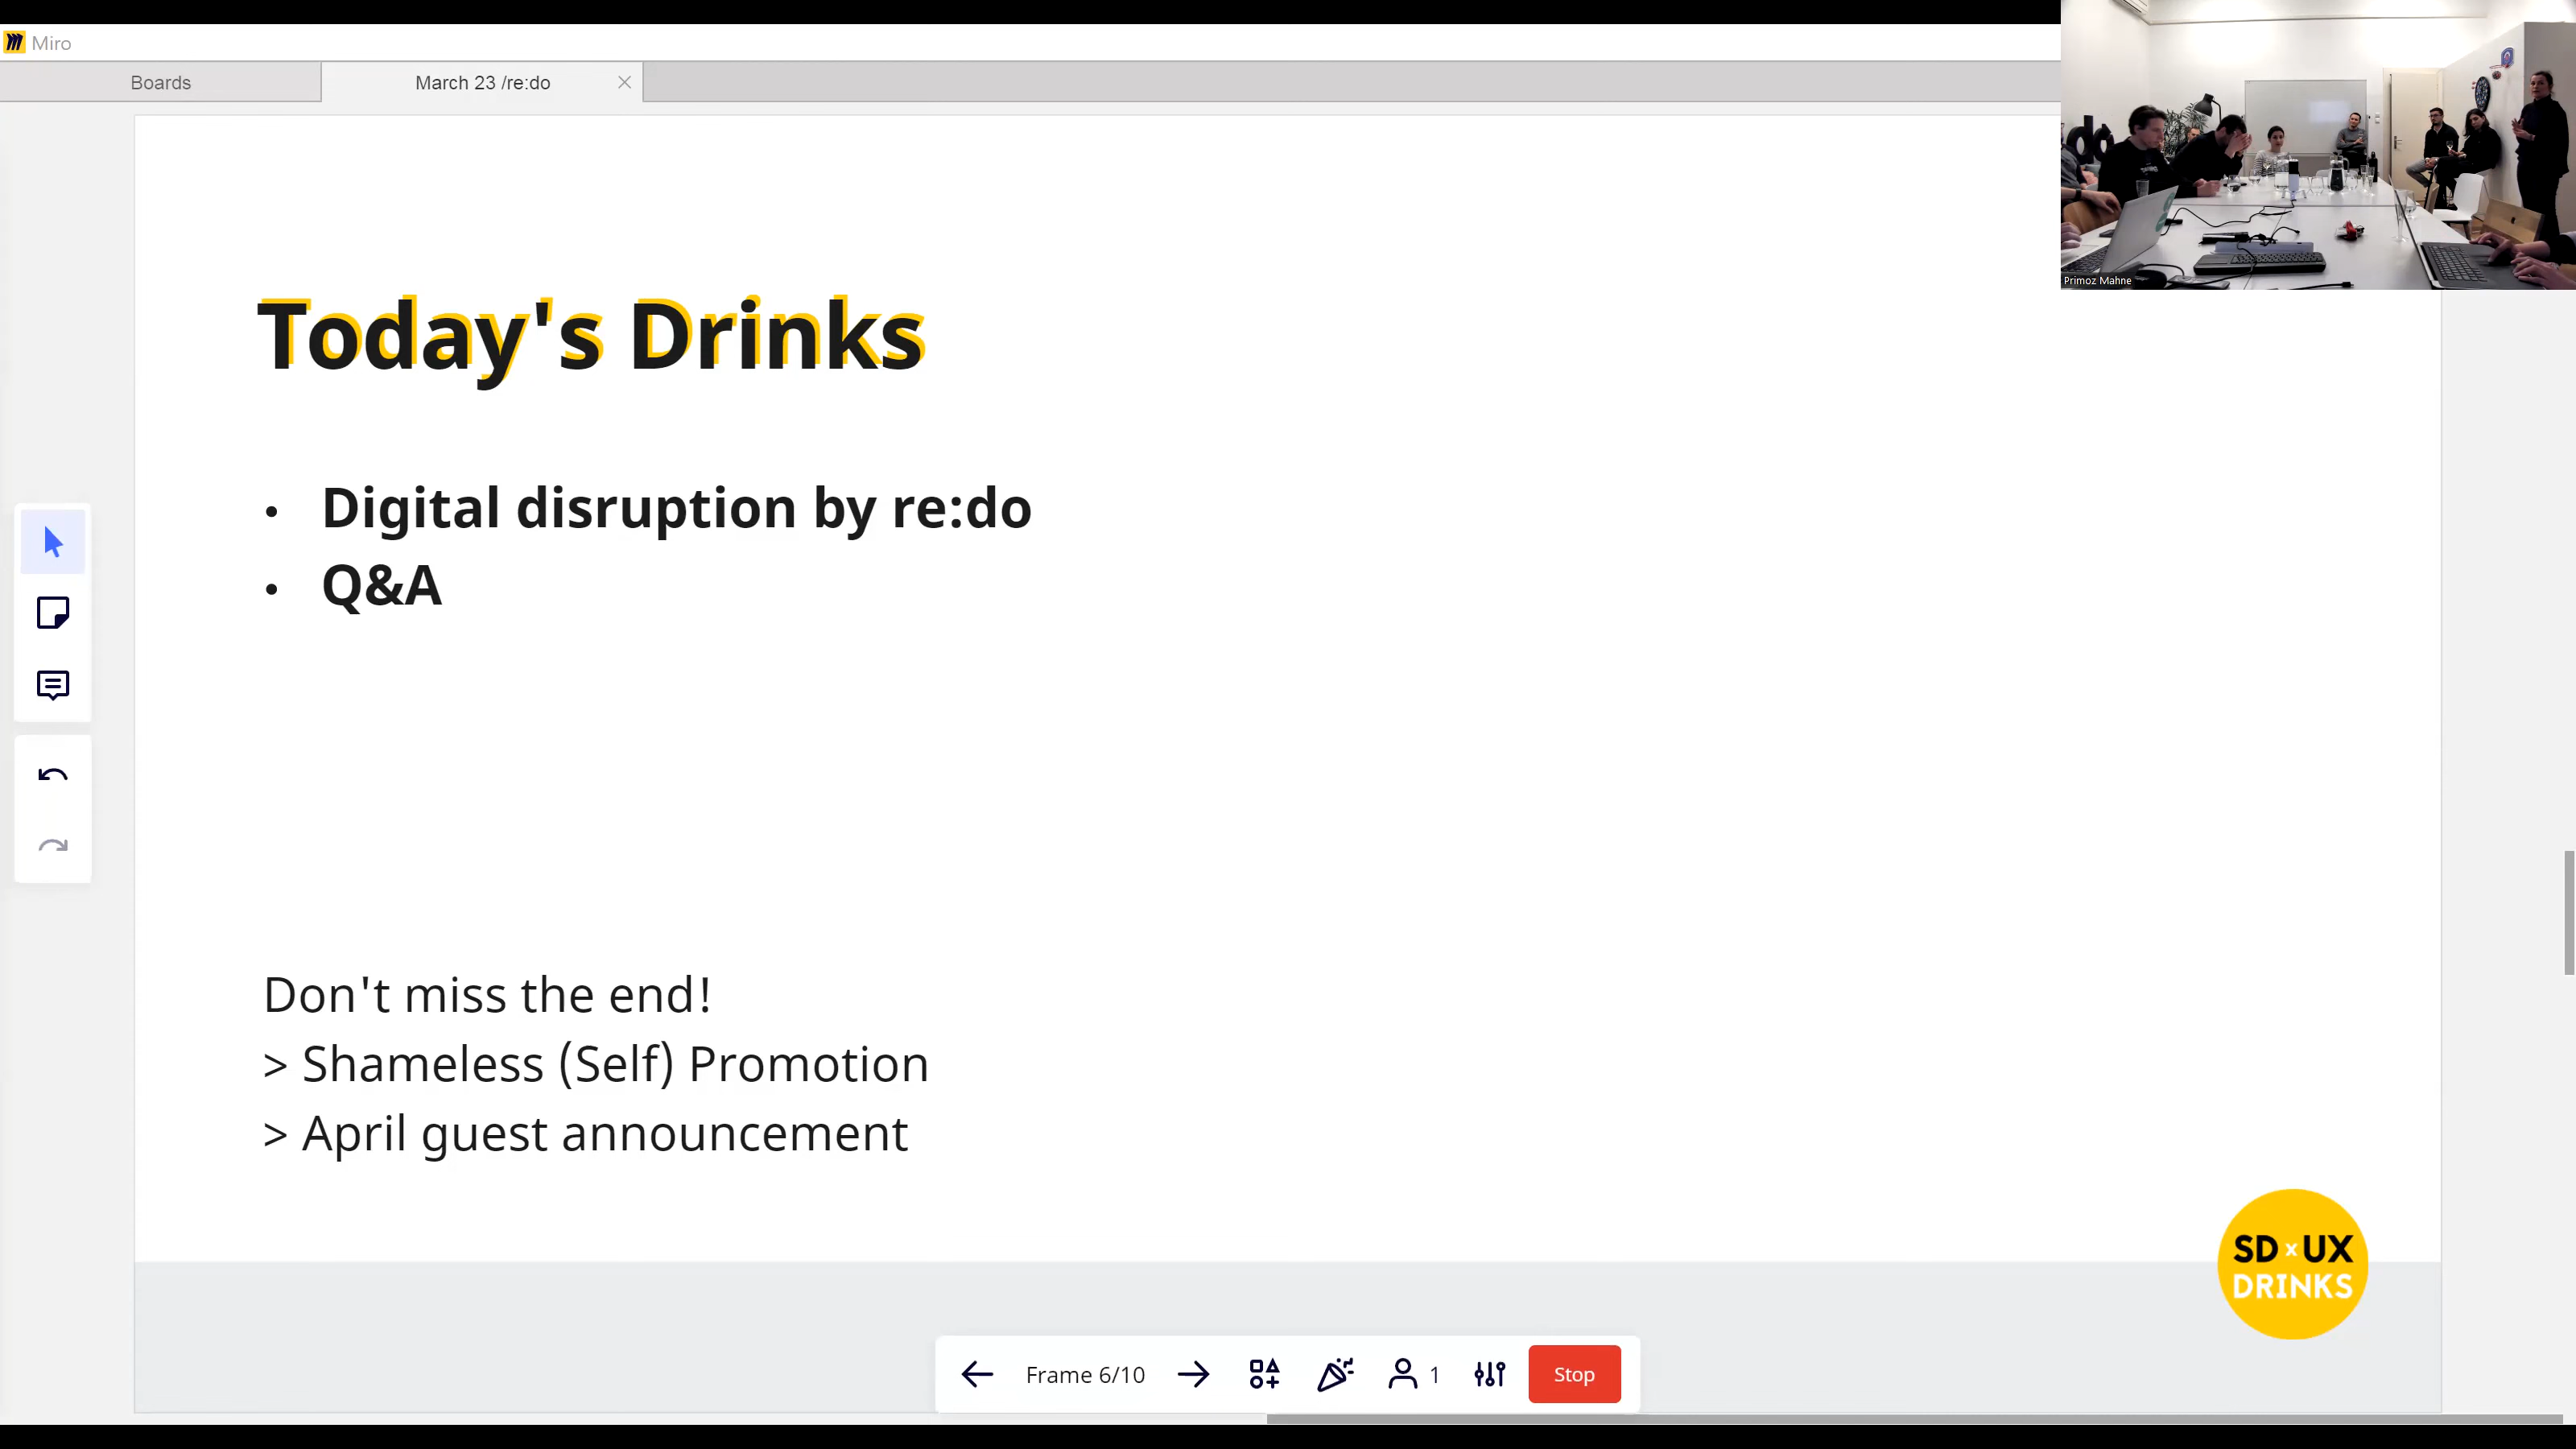 Miro
Boards
March 23 /re:do
do
Primoz Mahne
Today's Drinks
• Digital disruption by re:do
• Q&A
Don't miss the end!
> Shameless (Self) Promotion
> April guest announcement
SD x UX
DRINKS
Frame 6/10
1
Stop